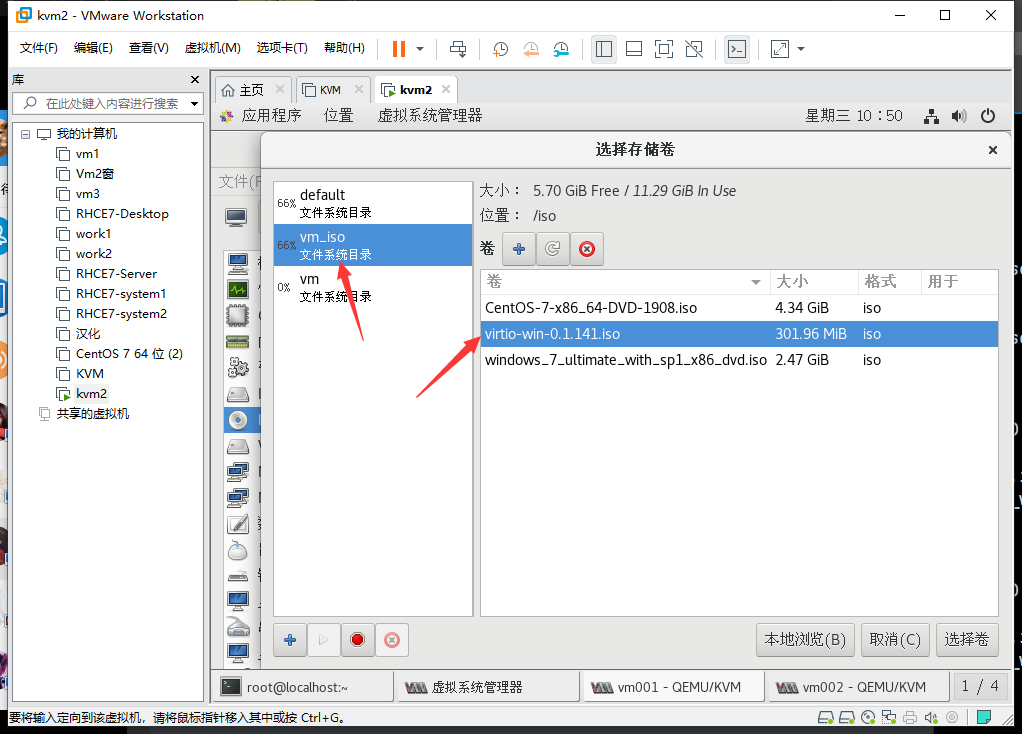 kvm2 - VMware Workstation
文件(F) 编辑(E) 查看(V) 虚拟机(M) 选项卡(T) 帮助(H)
库
在此处键入内容进行搜索
我的计算机
vm1
Vm2窗
vm3
RHCE7-Desktop
work1
work2
RHCE7-Server
RHCE7-system1
RHCE7-system2
汉化
CentOS 7 64 位 (2)
KVM
kvm2
共享的虚拟机
主页 KVM kvm2
应用程序 位置 虚拟系统管理器 星期三 10：50
选择存储卷
文件(F
66% default
文件系统目录
66% vm_iso
文件系统目录
0% vm
文件系统目录
大小： 5.70 GiB Free / 11.29 GiB In Use
位置： /iso
卷
卷 大小 格式 用于
CentOS-7-x86_64-DVD-1908.iso 4.34 GiB iso
virtio-win-0.1.141.iso 301.96 MiB iso
windows_7_ultimate_with_sp1_x86_dvd.iso 2.47 GiB iso
本地浏览(B) 取消(C) 选择卷
root@localhost:~ 虚拟系统管理器 vm001 - QEMU/KVM vm002 - QEMU/KVM 1 / 4
要将输入定向到该虚拟机，请将鼠标指针移入其中或按 Ctrl+G。